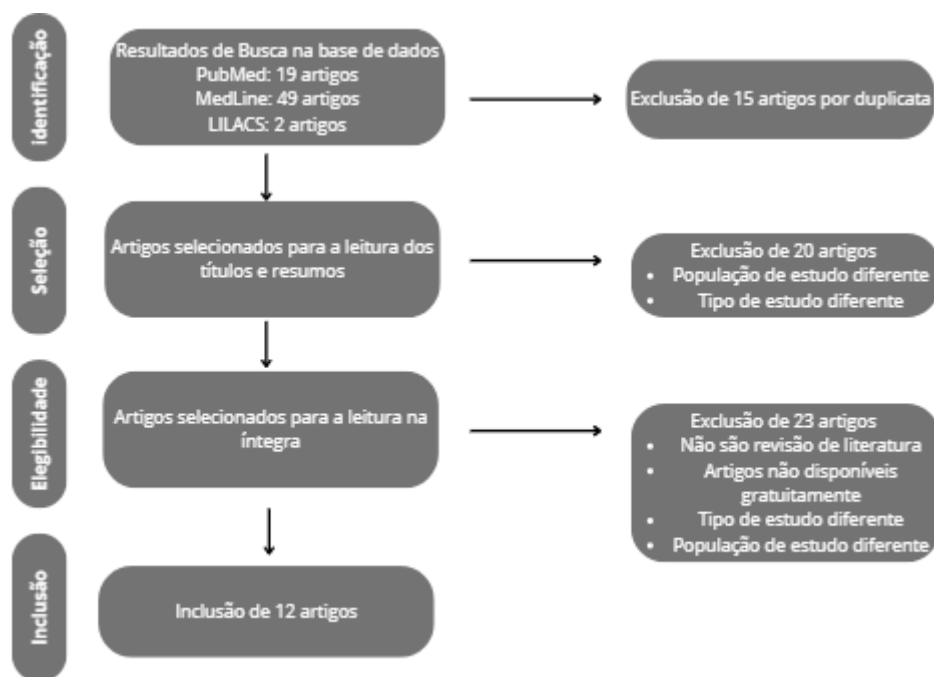 identificação
Resultados de Busca na base de dados
PubMed: 19 artigos
MedLine: 49 artigos
LILACS: 2 artigos
Exclusão de 15 artigos por duplicata
Seleção
Artigos selecionados para a leitura dos
títulos e resumos
Exclusão de 20 artigos
• População de estudo diferente
• Tipo de estudo diferente
Elegibilidade
Artigos selecionados para a leitura na
íntegra
Exclusão de 23 artigos
• Não são revisão de literatura
• Artigos não disponíveis
gratuitamente
• Tipo de estudo diferente
• População de estudo diferente
Inclusão
Inclusão de 12 artigos